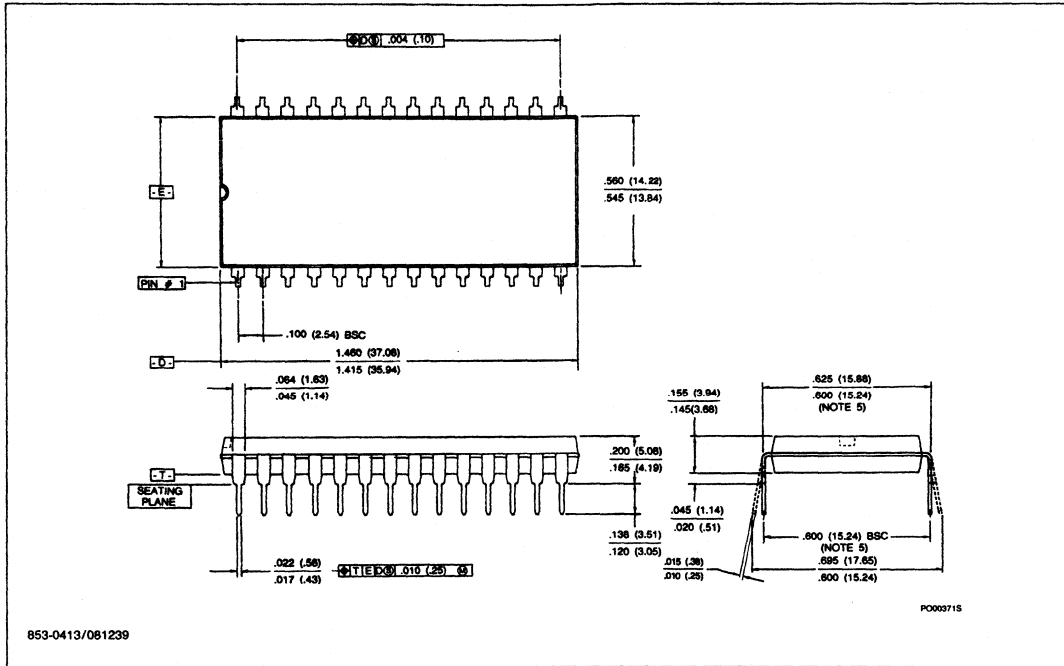 ⌖ D Ⓢ .004 (.10)
-E-
.560 (14.22)
.545 (13.84)
PIN # 1
.100 (2.54) BSC
-D-
1.460 (37.08)
1.415 (35.94)
.064 (1.63)
.045 (1.14)
.625 (15.88)
.600 (15.24)
(NOTE 5)
.155 (3.94)
.145(3.68)
.200 (5.08)
.165 (4.19)
-T-
SEATING
PLANE
.045 (1.14)
.020 (.51)
.138 (3.51)
.120 (3.05)
.600 (15.24) BSC
(NOTE 5)
.022 (.56)
.017 (.43)
⌖ T E D Ⓢ .010 (.25) Ⓜ
.015 (.38)
.010 (.25)
.695 (17.65)
.600 (15.24)
PO00371S
853-0413/081239